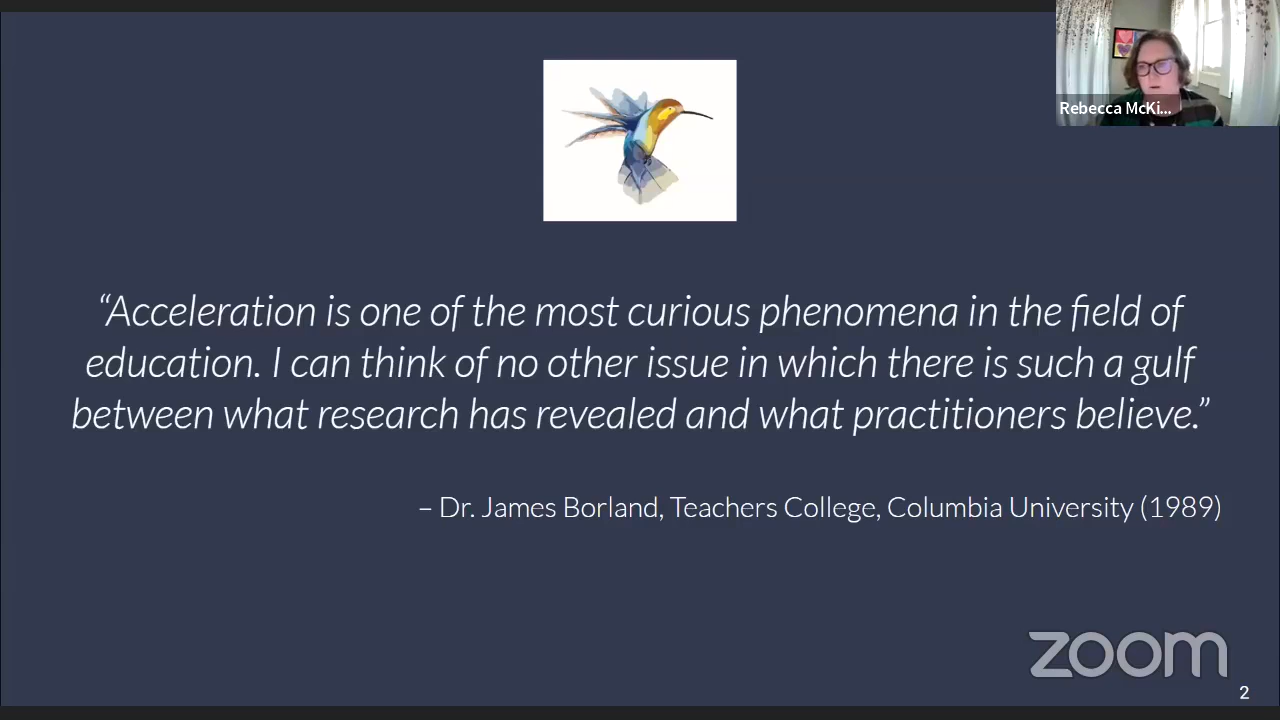 Rebecca McKi...
“Acceleration is one of the most curious phenomena in the field of
education. I can think of no other issue in which there is such a gulf
between what research has revealed and what practitioners believe.”
– Dr. James Borland, Teachers College, Columbia University (1989)
zoom
2